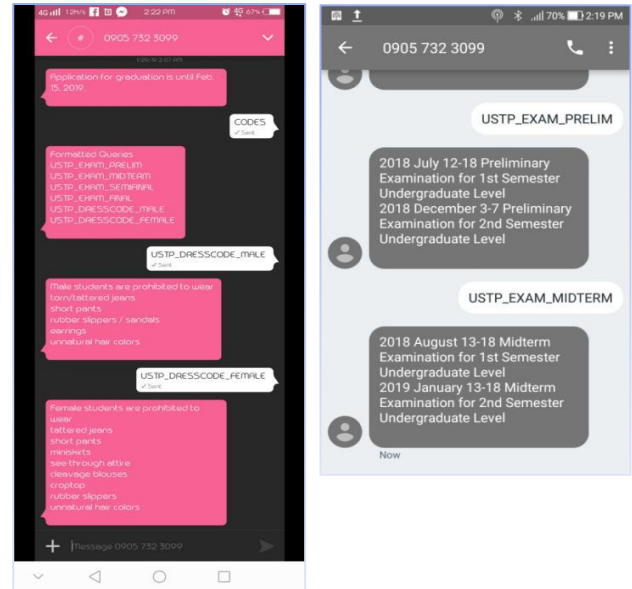 2:22 PM
67%
0905 732 3099
Application for graduation is until Feb.
15, 2019.
CODES
✓ Sent
Formatted Queries
USTP_EXAM_PRELIM
USTP_EXAM_MIDTERM
USTP_EXAM_SEMIFINAL
USTP_EXAM_FINAL
USTP_DRESSCODE_MALE
USTP_DRESSCODE_FEMALE
USTP_DRESSCODE_MALE
✓ Sent
Male students are prohibited to wear
torn/tattered jeans
short pants
rubber slippers / sandals
earrings
unnatural hair colors
USTP_DRESSCODE_FEMALE
✓ Sent
Female students are prohibited to
wear
tattered jeans
short pants
miniskirts
see through attire
cleavage blouses
croptop
rubber slippers
unnatural hair colors
Message 0905 732 3099
70% 2:19 PM
0905 732 3099
USTP_EXAM_PRELIM
2018 July 12-18 Preliminary
Examination for 1st Semester
Undergraduate Level
2018 December 3-7 Preliminary
Examination for 2nd Semester
Undergraduate Level
USTP_EXAM_MIDTERM
2018 August 13-18 Midterm
Examination for 1st Semester
Undergraduate Level
2019 January 13-18 Midterm
Examination for 2nd Semester
Undergraduate Level
Now